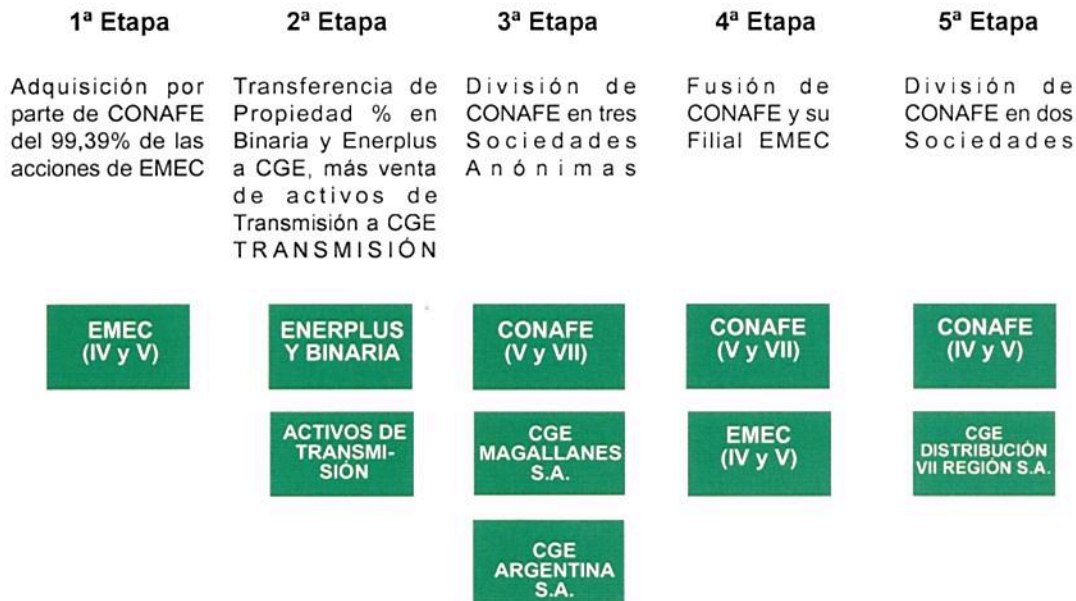 1ª Etapa
Adquisición por
parte de CONAFE
del 99,39% de las
acciones de EMEC
2ª Etapa
Transferencia de
Propiedad % en
Binaria y Enerplus
a CGE, más venta
de activos de
Transmisión a CGE
TRANSMISIÓN
3ª Etapa
División de
CONAFE en tres
Sociedades
Anónimas
4ª Etapa
Fusión de
CONAFE y su
Filial EMEC
5ª Etapa
División de
CONAFE en dos
Sociedades
EMEC
(IV y V)
ENERPLUS
Y BINARIA
ACTIVOS DE
TRANSMI-
SIÓN
CONAFE
(V y VII)
CGE
MAGALLANES
S.A.
CGE
ARGENTINA
S.A.
CONAFE
(V y VII)
EMEC
(IV y V)
CONAFE
(IV y V)
CGE
DISTRIBUCIÓN
VII REGIÓN S.A.